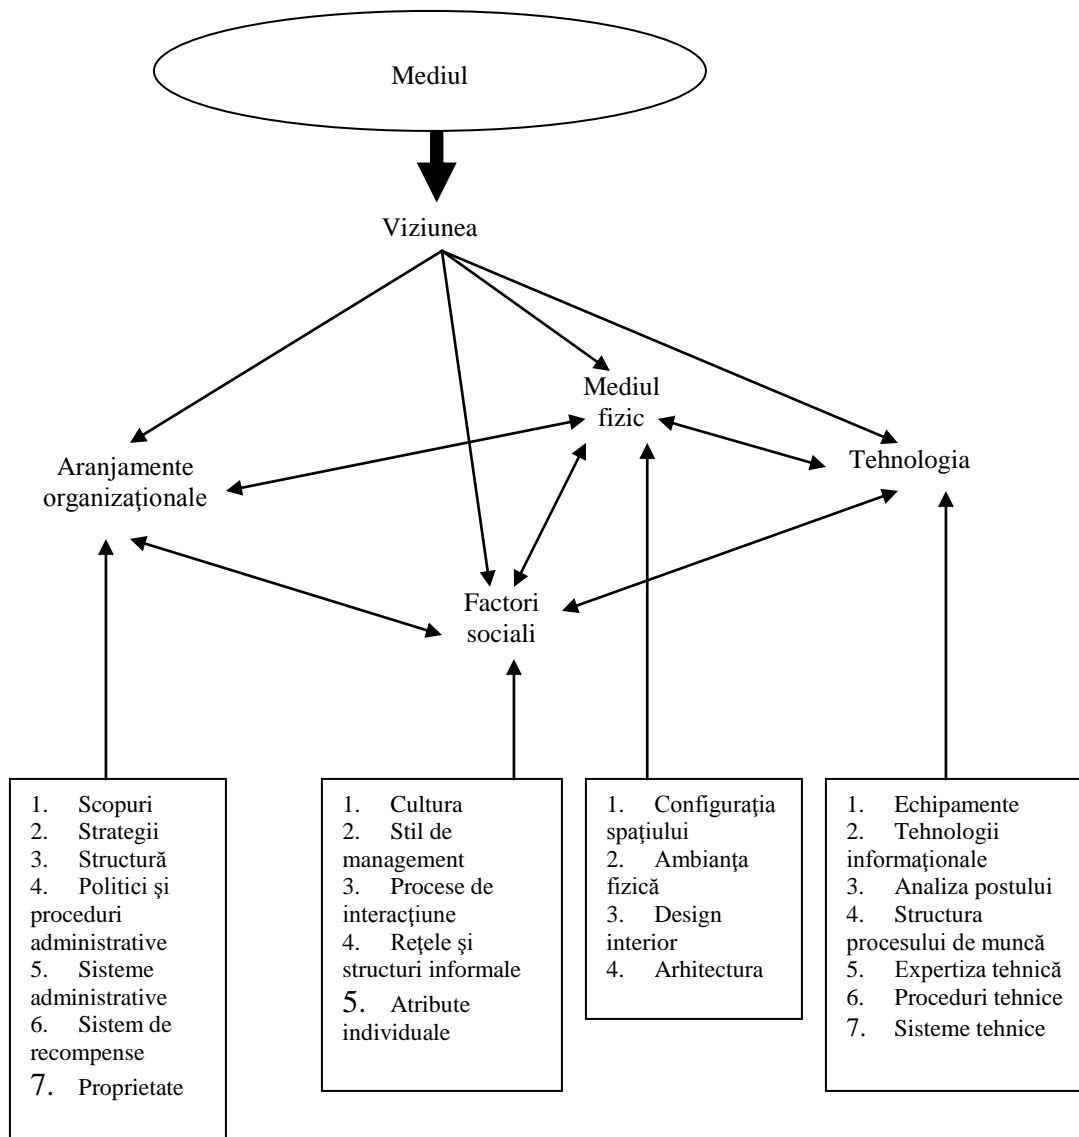 Mediul
Viziunea
Mediul
fizic
Aranjamente
organizaţionale
Tehnologia
Factori
sociali
1. Scopuri
2. Strategii
3. Structură
4. Politici şi
proceduri
administrative
5. Sisteme
administrative
6. Sistem de
recompense
7. Proprietate
1. Cultura
2. Stil de
management
3. Procese de
interacţiune
4. Reţele şi
structuri informale
5. Atribute
individuale
1. Configuraţia
spaţiului
2. Ambianţa
fizică
3. Design
interior
4. Arhitectura
1. Echipamente
2. Tehnologii
informaţionale
3. Analiza postului
4. Structura
procesului de muncă
5. Expertiza tehnică
6. Proceduri tehnice
7. Sisteme tehnice